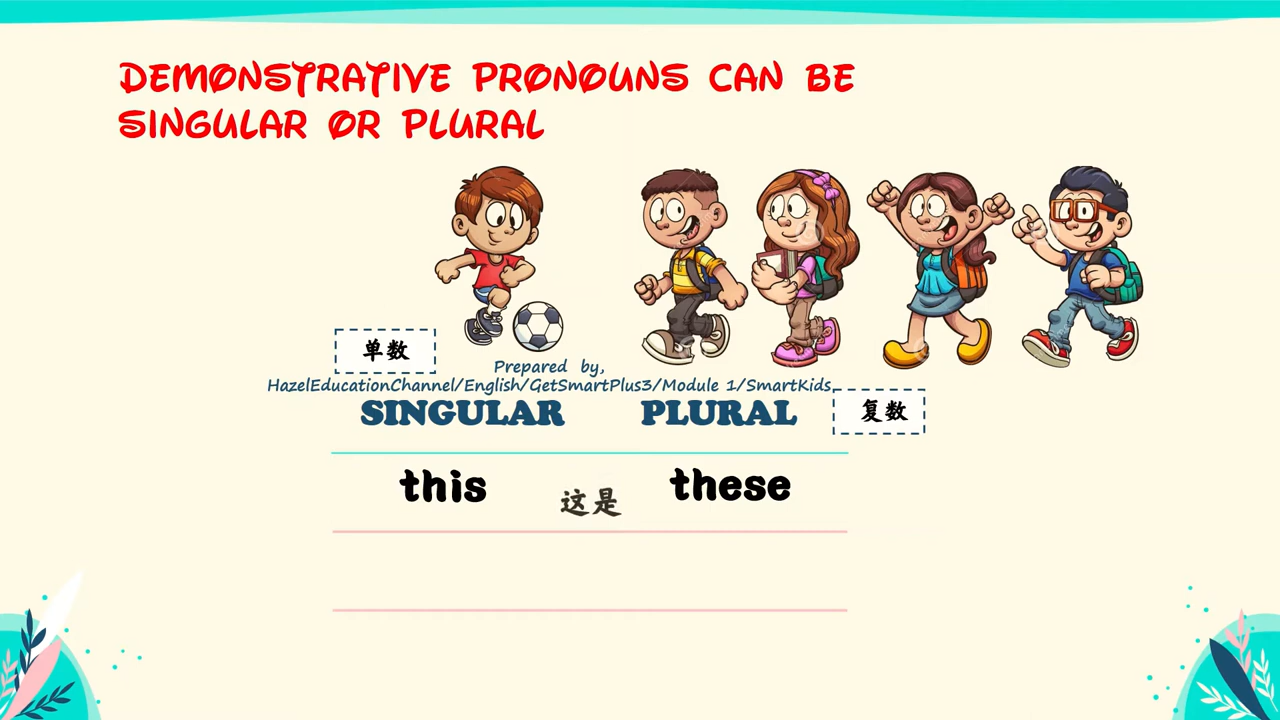 DEMONSTRATIVE PRONOUNS CAN BE
SINGULAR OR PLURAL
单数
Prepared by,
HazelEducationChannel/English/GetSmartPlus3/Module 1/SmartKids
SINGULAR PLURAL 复数
this 这是 these